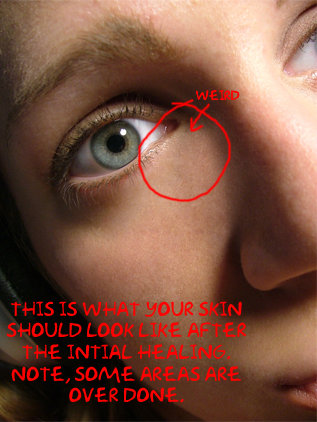 WEIRD
THIS IS WHAT YOUR SKIN
SHOULD LOOK LIKE AFTER
THE INTIAL HEALING.
NOTE, SOME AREAS ARE
OVER DONE.